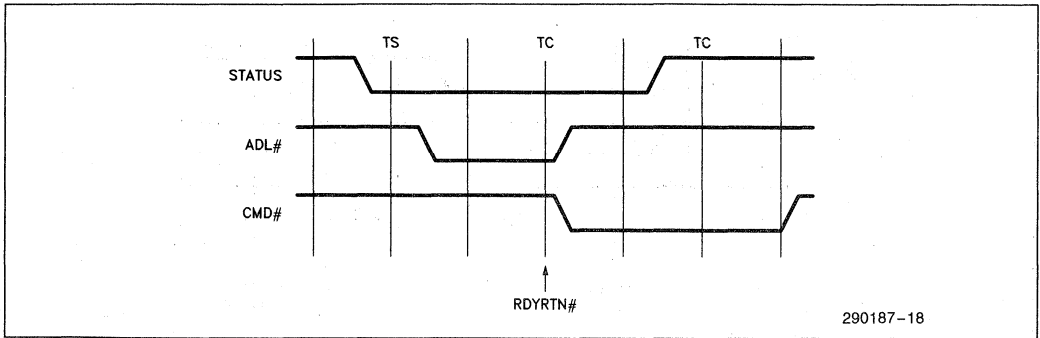 TS TC TC
STATUS
ADL#
CMD#
RDYRTN#
290187-18